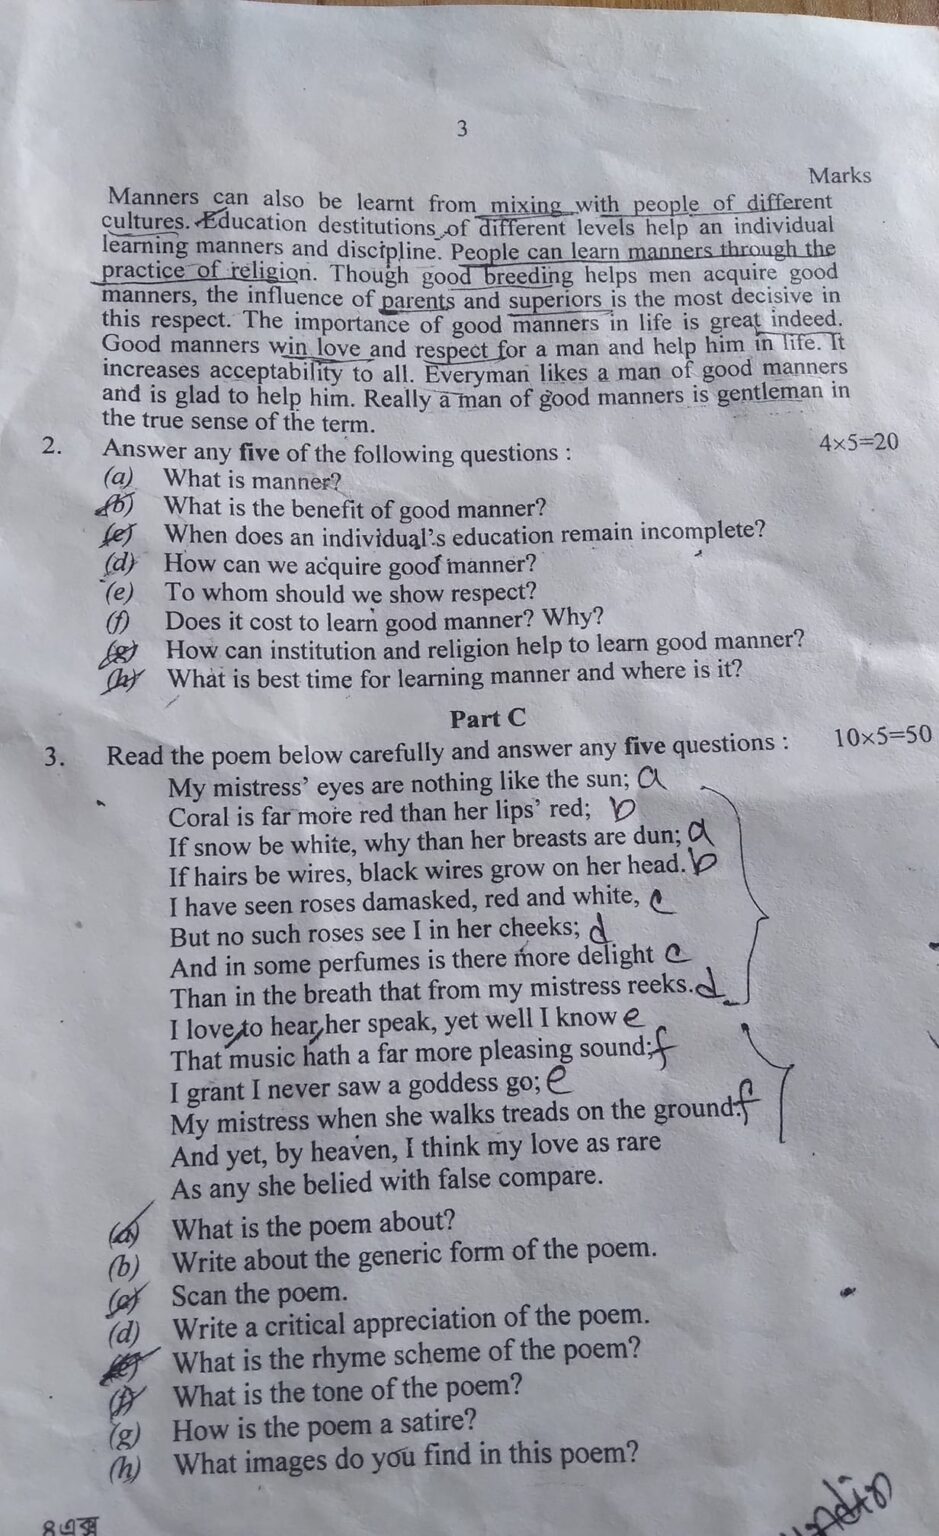 3
Marks
Manners can also be learnt from mixing with people of different
cultures. Education destitutions of different levels help an individual
learning manners and discipline. People can learn manners through the
practice of religion. Though good breeding helps men acquire good
manners, the influence of parents and superiors is the most decisive in
this respect. The importance of good manners in life is great indeed.
Good manners win love and respect for a man and help him in life. It
increases acceptability to all. Everyman likes a man of good manners
and is glad to help him. Really a man of good manners is gentleman in
the true sense of the term.
2. Answer any five of the following questions : 4×5=20
(a) What is manner?
(b) What is the benefit of good manner?
(c) When does an individual's education remain incomplete?
(d) How can we acquire good manner?
(e) To whom should we show respect?
(f) Does it cost to learn good manner? Why?
(g) How can institution and religion help to learn good manner?
(h) What is best time for learning manner and where is it?
Part C
3. Read the poem below carefully and answer any five questions : 10×5=50
My mistress' eyes are nothing like the sun; a
Coral is far more red than her lips' red; b
If snow be white, why than her breasts are dun; a
If hairs be wires, black wires grow on her head. b
I have seen roses damasked, red and white, c
But no such roses see I in her cheeks; d
And in some perfumes is there more delight c
Than in the breath that from my mistress reeks. d
I love to hear her speak, yet well I know e
That music hath a far more pleasing sound; f
I grant I never saw a goddess go; e
My mistress when she walks treads on the ground: f
And yet, by heaven, I think my love as rare
As any she belied with false compare.
(a) What is the poem about?
(b) Write about the generic form of the poem.
(c) Scan the poem.
(d) Write a critical appreciation of the poem.
(e) What is the rhyme scheme of the poem?
(f) What is the tone of the poem?
(g) How is the poem a satire?
(h) What images do you find in this poem?